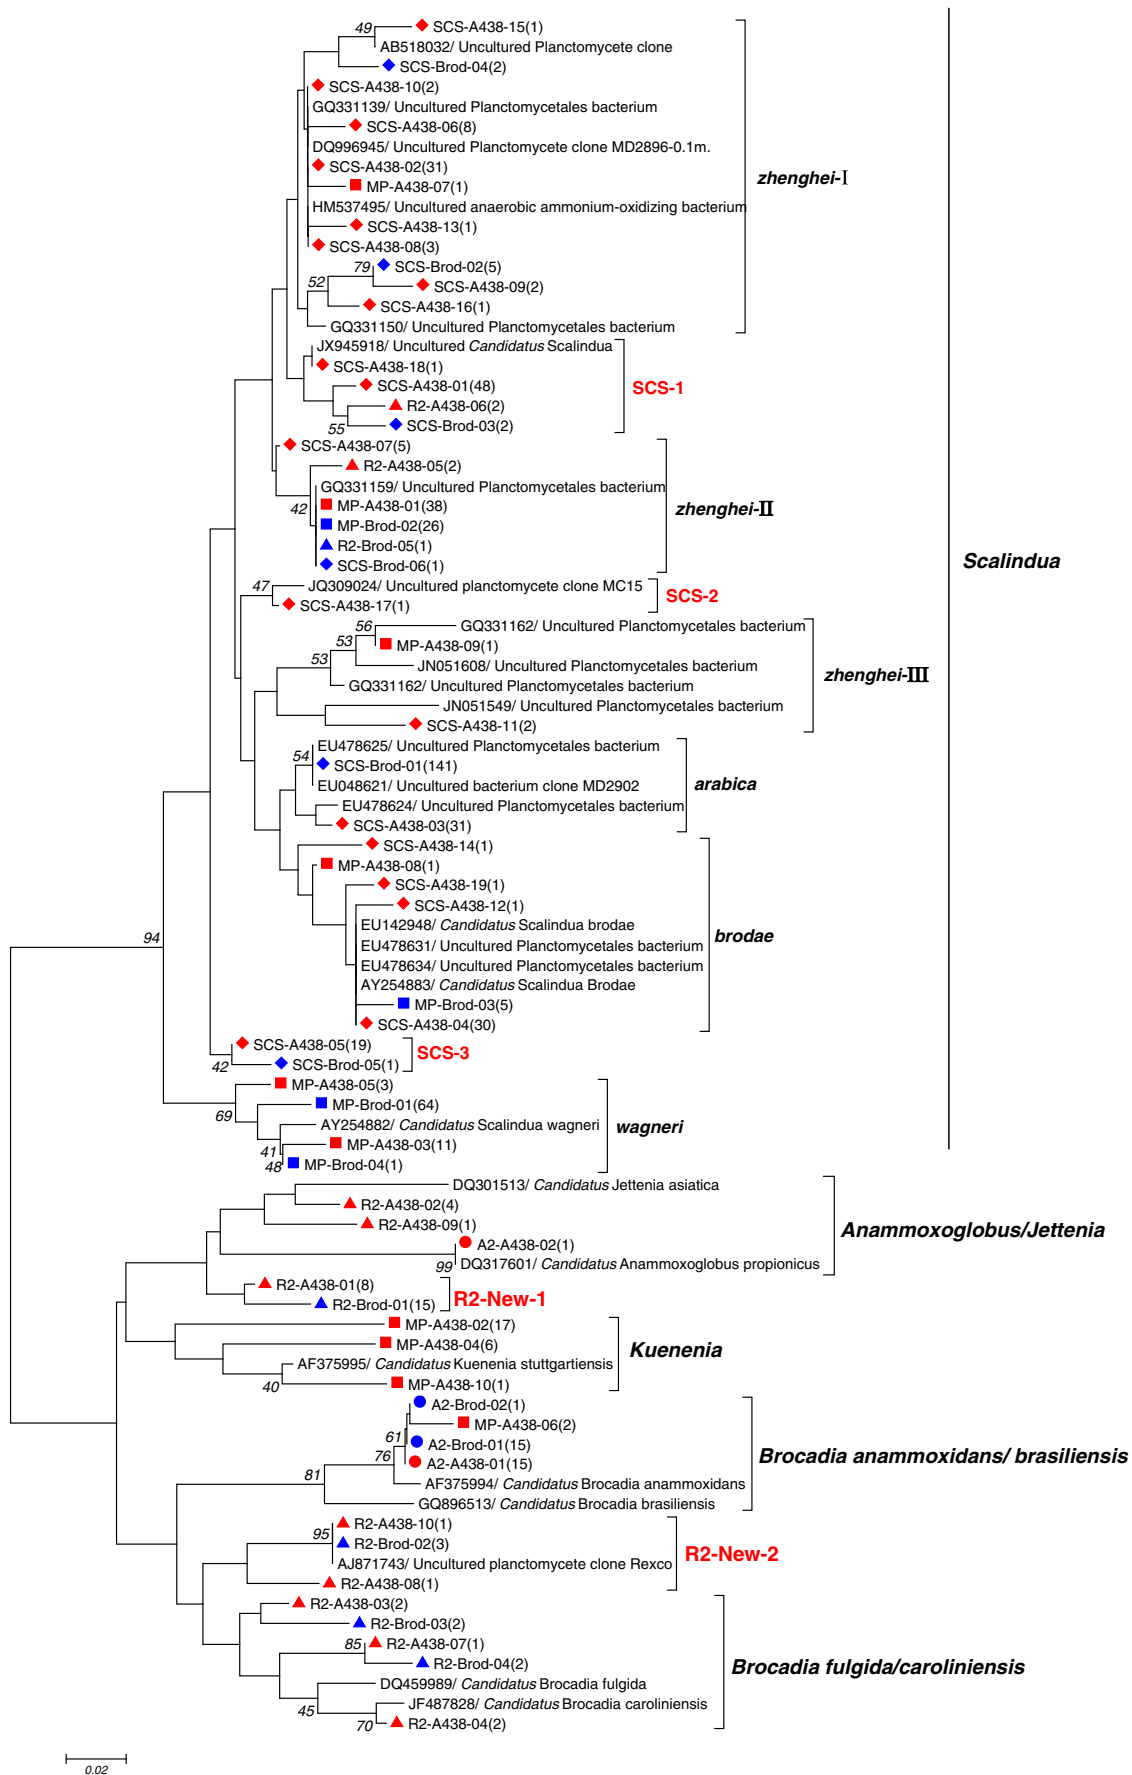 49
SCS-A438-15(1)
AB518032/ Uncultured Planctomycete clone
SCS-Brod-04(2)
SCS-A438-10(2)
GQ331139/ Uncultured Planctomycetales bacterium
SCS-A438-06(8)
DQ996945/ Uncultured Planctomycete clone MD2896-0.1m.
SCS-A438-02(31)
MP-A438-07(1)
zhenghei-I
HM537495/ Uncultured anaerobic ammonium-oxidizing bacterium
SCS-A438-13(1)
SCS-A438-08(3)
79
SCS-Brod-02(5)
52
SCS-A438-09(2)
SCS-A438-16(1)
GQ331150/ Uncultured Planctomycetales bacterium
JX945918/ Uncultured Candidatus Scalindua
SCS-A438-18(1)
SCS-A438-01(48)
SCS-1
R2-A438-06(2)
55
SCS-Brod-03(2)
SCS-A438-07(5)
R2-A438-05(2)
GQ331159/ Uncultured Planctomycetales bacterium
42
MP-A438-01(38)
zhenghei-II
MP-Brod-02(26)
R2-Brod-05(1)
SCS-Brod-06(1)
Scalindua
47
JQ309024/ Uncultured planctomycete clone MC15
SCS-2
SCS-A438-17(1)
56
GQ331162/ Uncultured Planctomycetales bacterium
53
MP-A438-09(1)
53
JN051608/ Uncultured Planctomycetales bacterium
zhenghei-III
GQ331162/ Uncultured Planctomycetales bacterium
JN051549/ Uncultured Planctomycetales bacterium
SCS-A438-11(2)
EU478625/ Uncultured Planctomycetales bacterium
54
SCS-Brod-01(141)
EU048621/ Uncultured bacterium clone MD2902
arabica
EU478624/ Uncultured Planctomycetales bacterium
SCS-A438-03(31)
SCS-A438-14(1)
MP-A438-08(1)
SCS-A438-19(1)
SCS-A438-12(1)
EU142948/ Candidatus Scalindua brodae
brodae
EU478631/ Uncultured Planctomycetales bacterium
EU478634/ Uncultured Planctomycetales bacterium
AY254883/ Candidatus Scalindua Brodae
94
MP-Brod-03(5)
SCS-A438-04(30)
SCS-A438-05(19)
SCS-3
42
SCS-Brod-05(1)
MP-A438-05(3)
69
MP-Brod-01(64)
AY254882/ Candidatus Scalindua wagneri
wagneri
41
MP-A438-03(11)
48
MP-Brod-04(1)
DQ301513/ Candidatus Jettenia asiatica
R2-A438-02(4)
R2-A438-09(1)
Anammoxoglobus/Jettenia
A2-A438-02(1)
99
DQ317601/ Candidatus Anammoxoglobus propionicus
R2-A438-01(8)
R2-New-1
R2-Brod-01(15)
MP-A438-02(17)
MP-A438-04(6)
Kuenenia
AF375995/ Candidatus Kuenenia stuttgartiensis
40
MP-A438-10(1)
A2-Brod-02(1)
MP-A438-06(2)
61
A2-Brod-01(15)
Brocadia anammoxidans/ brasiliensis
76
A2-A438-01(15)
81
AF375994/ Candidatus Brocadia anammoxidans
GQ896513/ Candidatus Brocadia brasiliensis
R2-A438-10(1)
95
R2-Brod-02(3)
R2-New-2
AJ871743/ Uncultured planctomycete clone Rexco
R2-A438-08(1)
R2-A438-03(2)
R2-Brod-03(2)
85
R2-A438-07(1)
R2-Brod-04(2)
Brocadia fulgida/caroliniensis
DQ459989/ Candidatus Brocadia fulgida
45
JF487828/ Candidatus Brocadia caroliniensis
70
R2-A438-04(2)
0.02